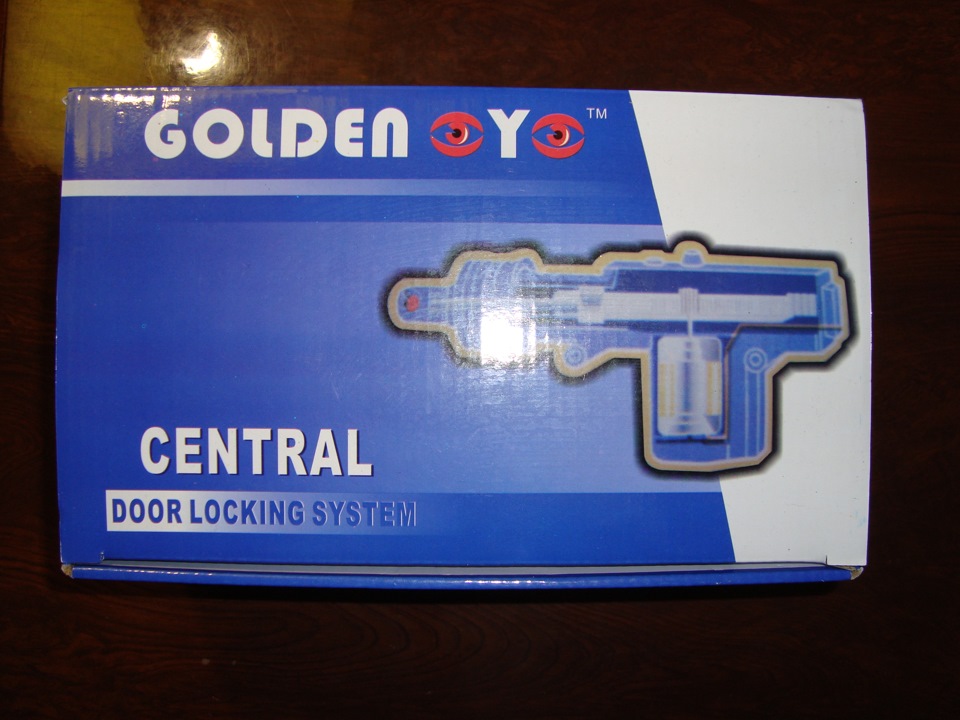 GOLDEN EYE™
CENTRAL
DOOR LOCKING SYSTEM